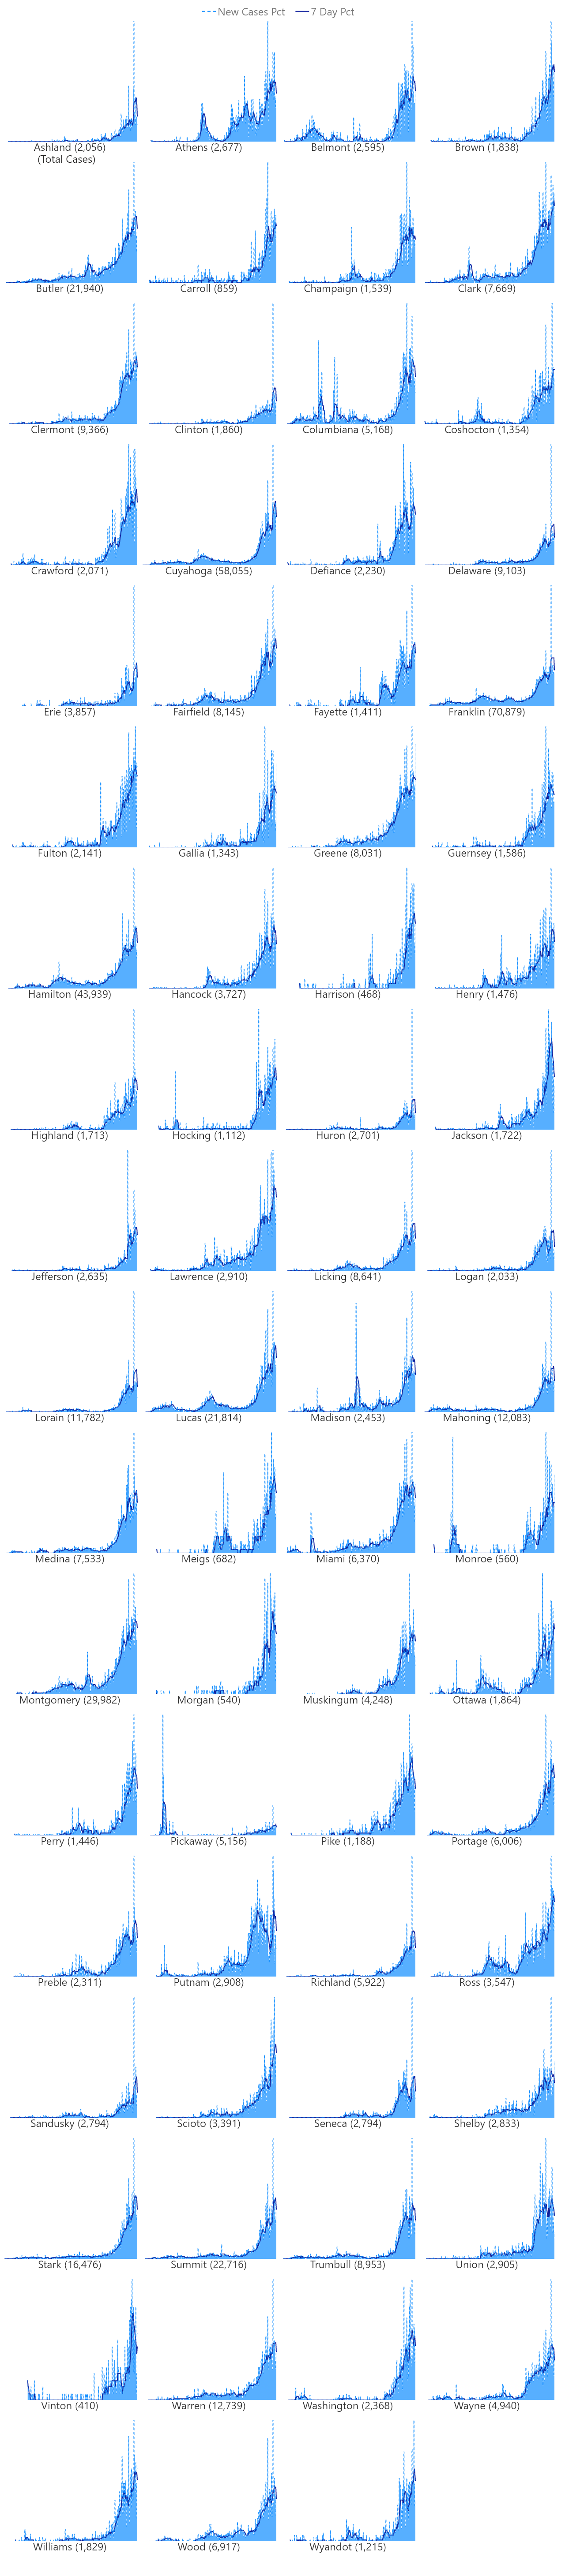 New Cases Pct 7 Day Pct
Ashland (2,056) Athens (2,677) Belmont (2,595) Brown (1,838)
(Total Cases)
Butler (21,940) Carroll (859) Champaign (1,539) Clark (7,669)
Clermont (9,366) Clinton (1,860) Columbiana (5,168) Coshocton (1,354)
Crawford (2,071) Cuyahoga (58,055) Defiance (2,230) Delaware (9,103)
Erie (3,857) Fairfield (8,145) Fayette (1,411) Franklin (70,879)
Fulton (2,141) Gallia (1,343) Greene (8,031) Guernsey (1,586)
Hamilton (43,939) Hancock (3,727) Harrison (468) Henry (1,476)
Highland (1,713) Hocking (1,112) Huron (2,701) Jackson (1,722)
Jefferson (2,635) Lawrence (2,910) Licking (8,641) Logan (2,033)
Lorain (11,782) Lucas (21,814) Madison (2,453) Mahoning (12,083)
Medina (7,533) Meigs (682) Miami (6,370) Monroe (560)
Montgomery (29,982) Morgan (540) Muskingum (4,248) Ottawa (1,864)
Perry (1,446) Pickaway (5,156) Pike (1,188) Portage (6,006)
Preble (2,311) Putnam (2,908) Richland (5,922) Ross (3,547)
Sandusky (2,794) Scioto (3,391) Seneca (2,794) Shelby (2,833)
Stark (16,476) Summit (22,716) Trumbull (8,953) Union (2,905)
Vinton (410) Warren (12,739) Washington (2,368) Wayne (4,940)
Williams (1,829) Wood (6,917) Wyandot (1,215)